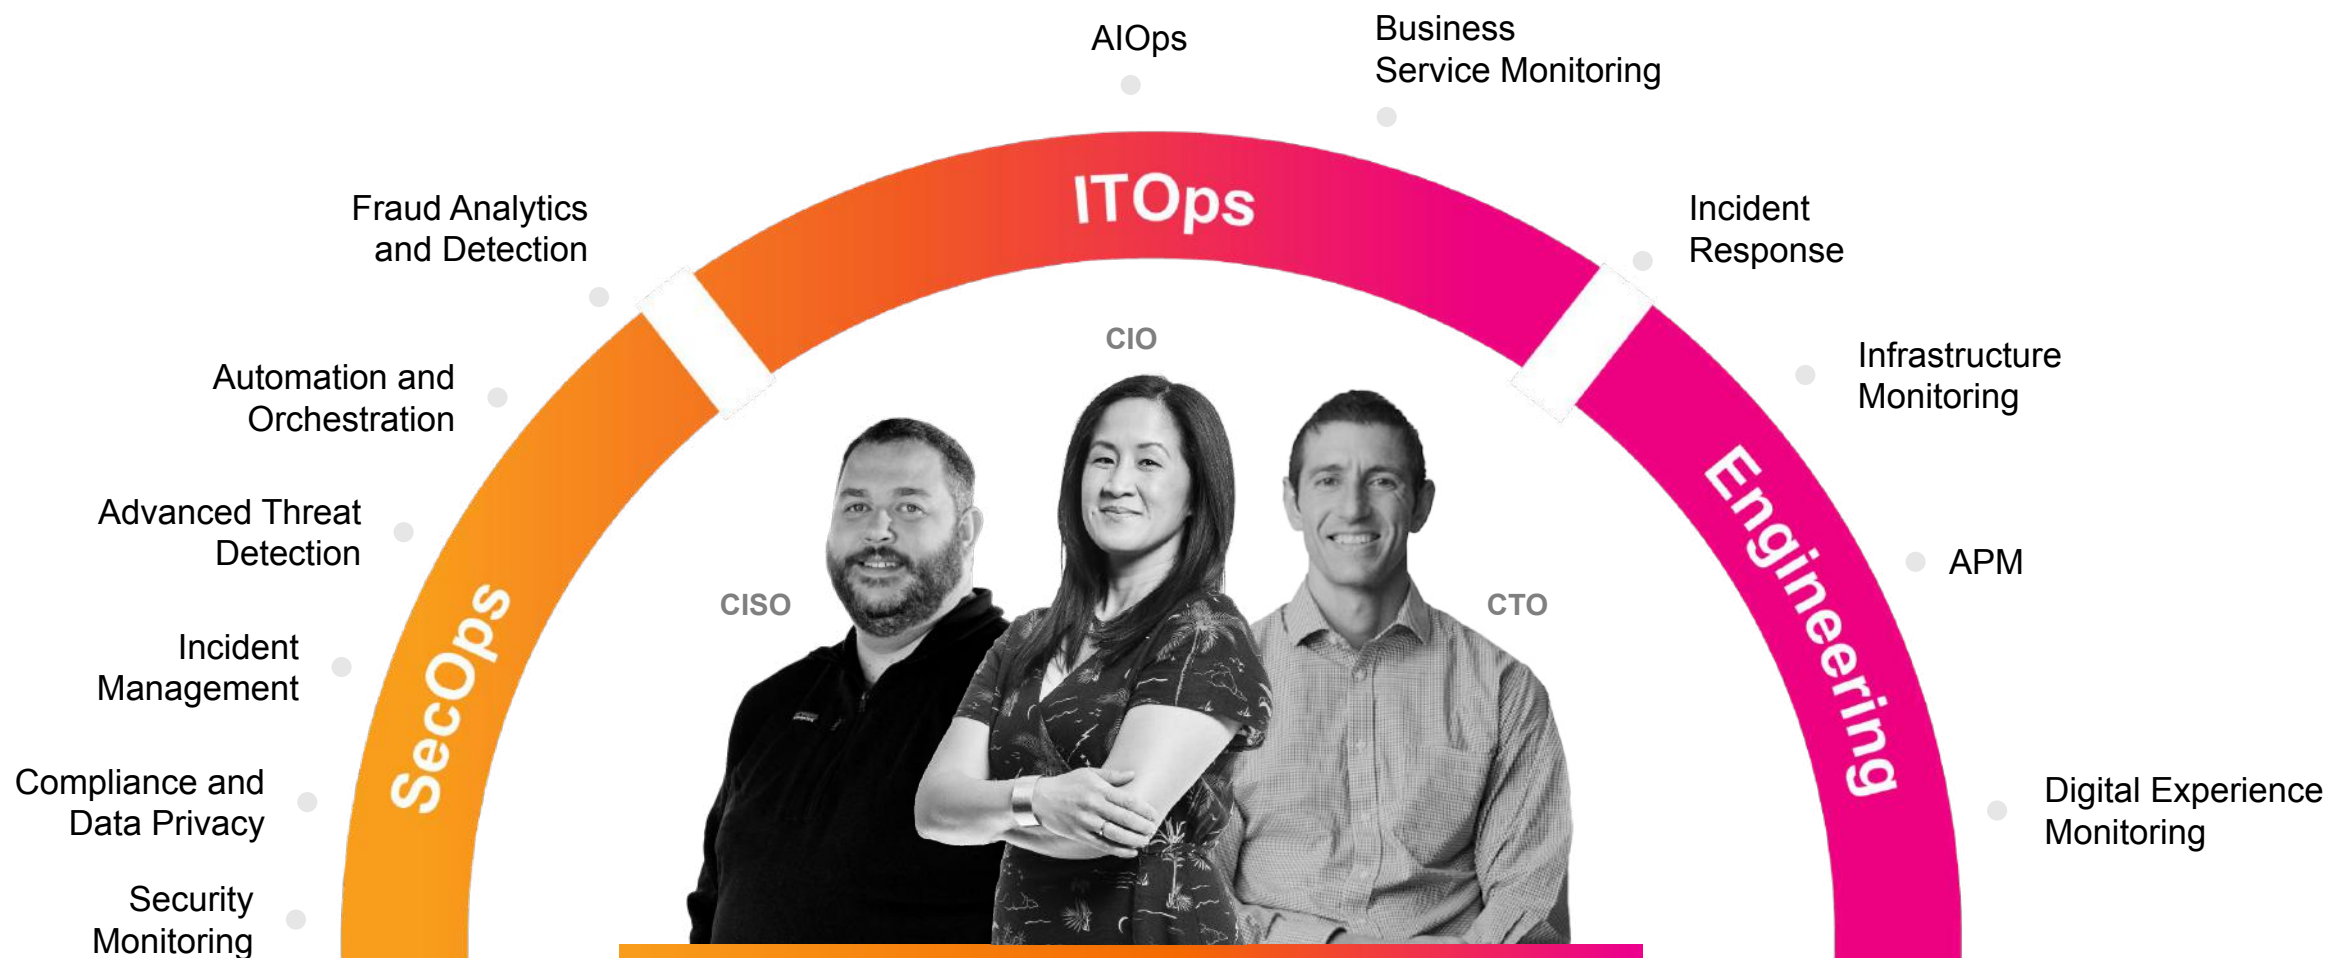 AIOps
Business
Service Monitoring
ITOps
Fraud Analytics
and Detection
Incident
Response
CIO
Automation and
Orchestration
Infrastructure
Monitoring
Advanced Threat
Detection
Engineering
APM
CISO
CTO
SecOps
Incident
Management
Compliance and
Data Privacy
Digital Experience
Monitoring
Security
Monitoring